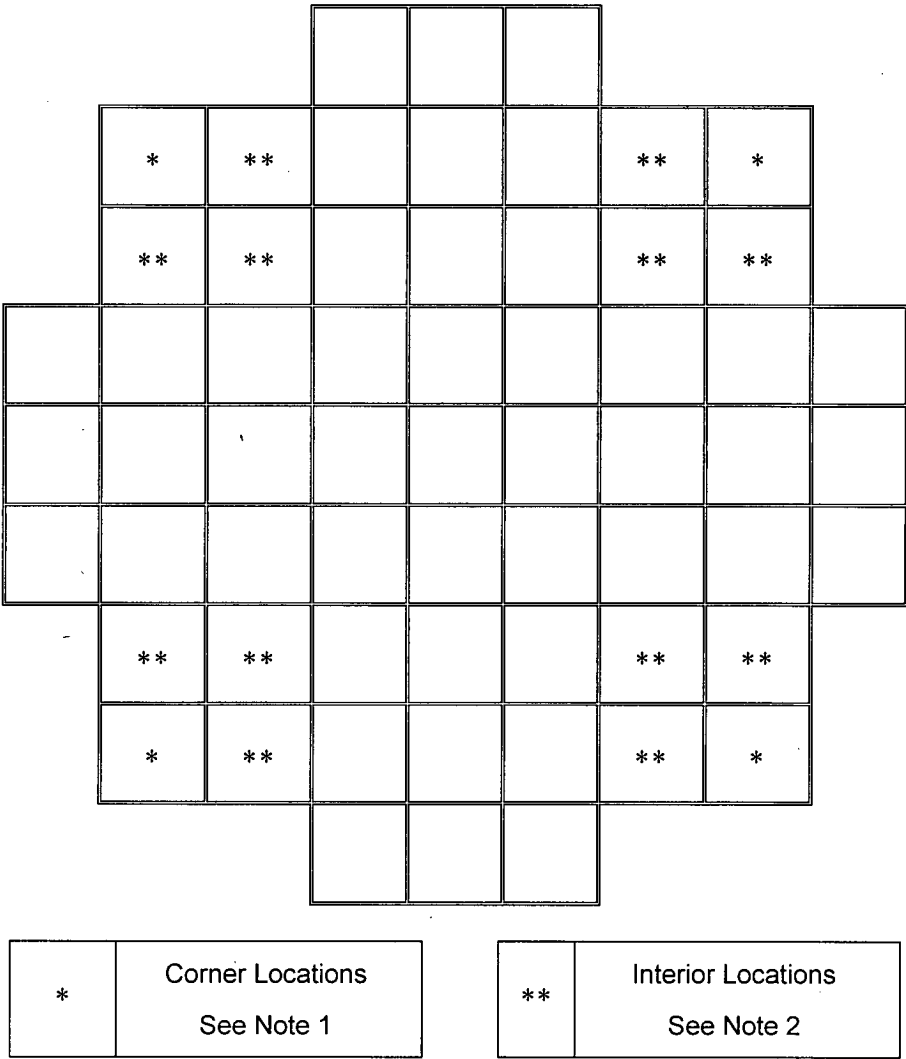 * ** ** *
** ** ** **
** ** ** **
* ** ** *
* Corner Locations
See Note 1
** Interior Locations
See Note 2